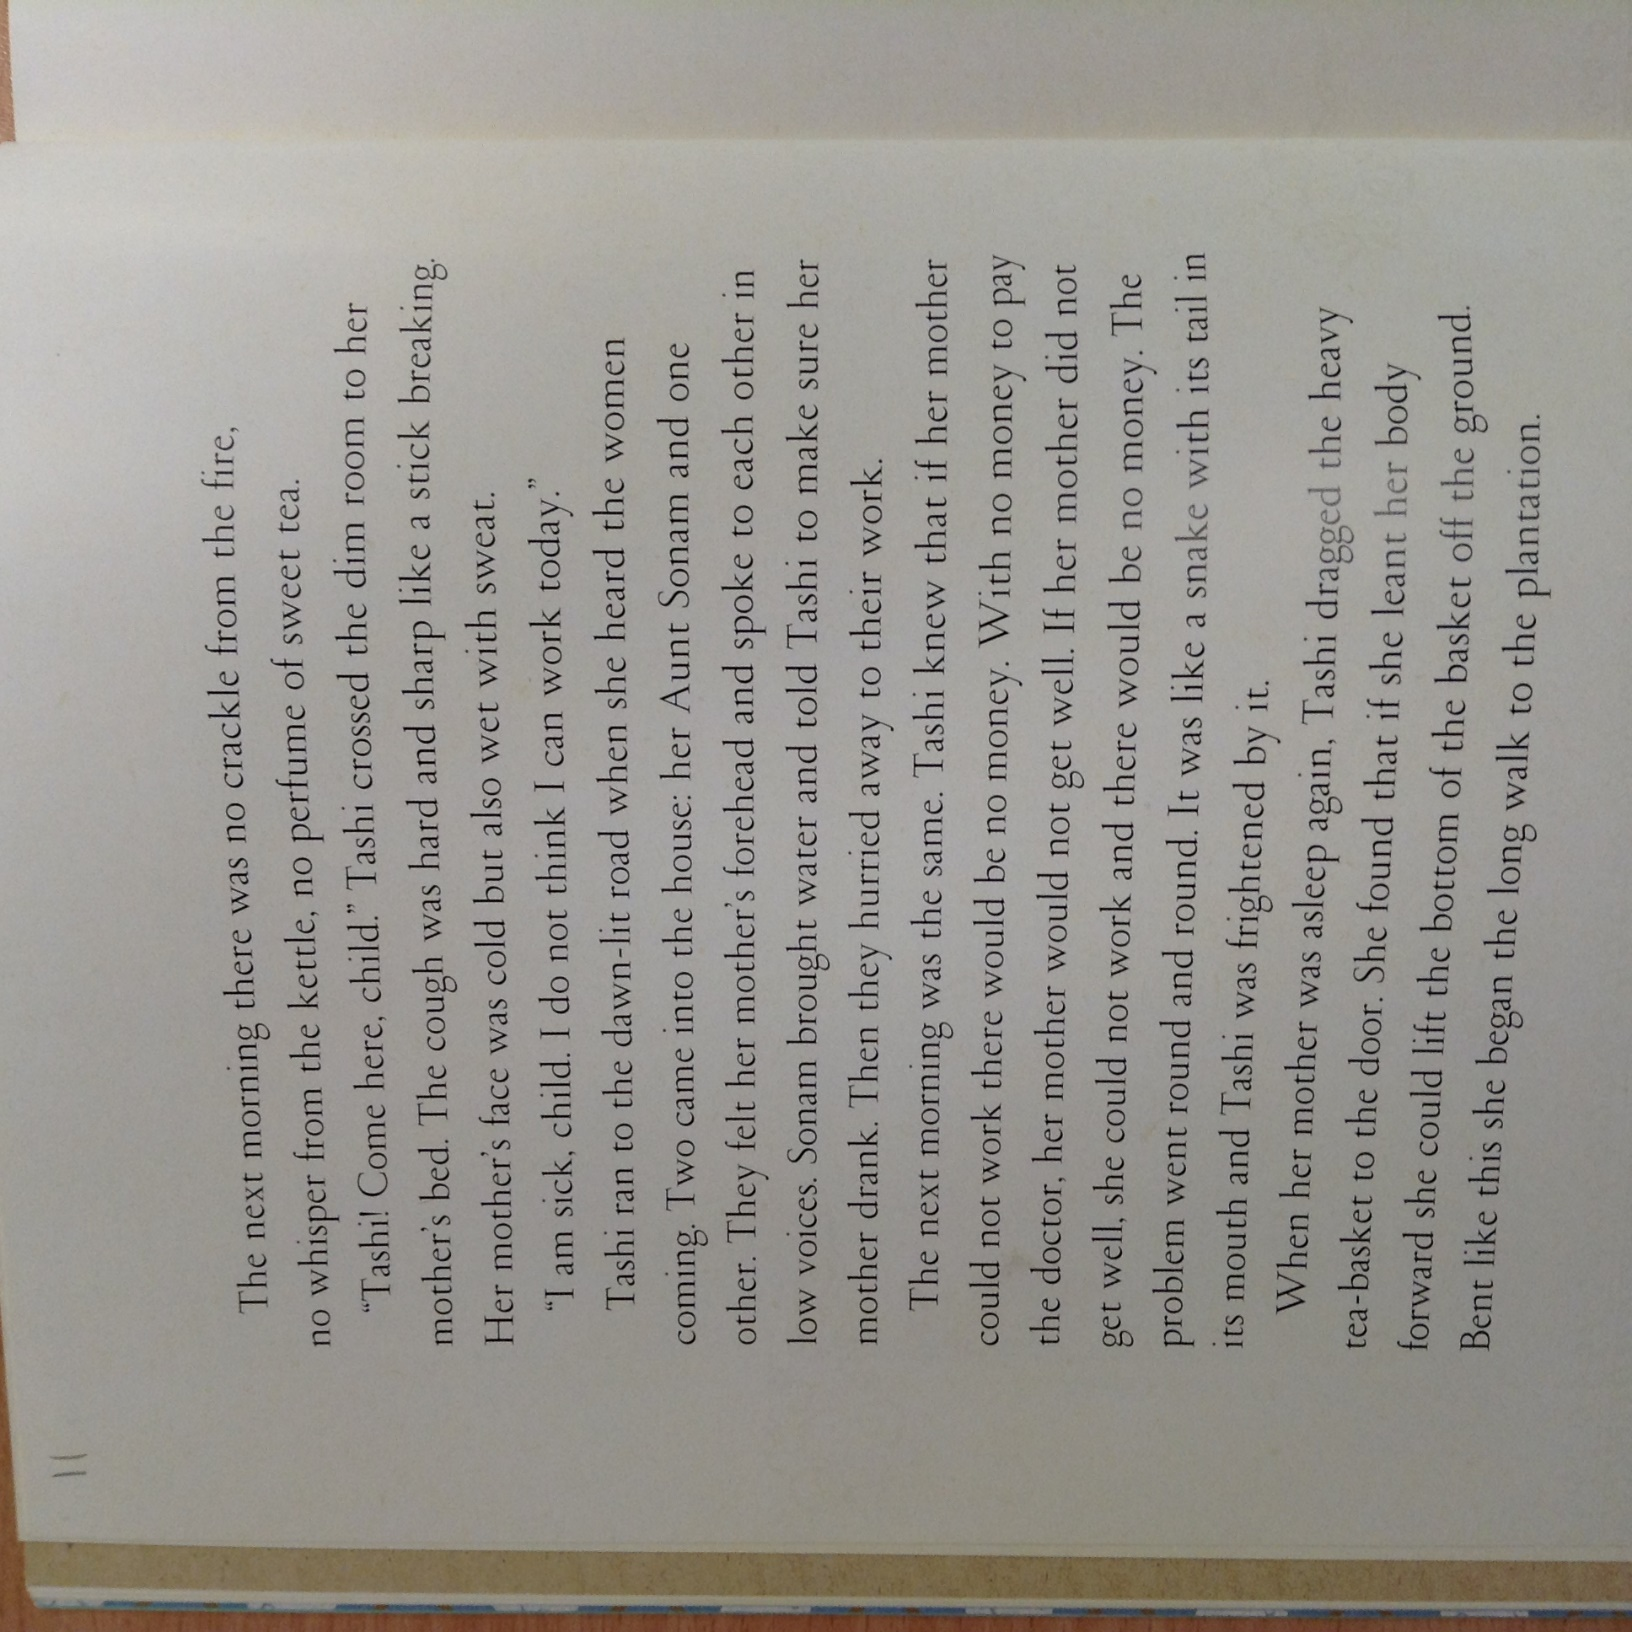 11
The next morning there was no crackle from the fire,
no whisper from the kettle, no perfume of sweet tea.
“Tashi! Come here, child.” Tashi crossed the dim room to her
mother’s bed. The cough was hard and sharp like a stick breaking.
Her mother’s face was cold but also wet with sweat.
“I am sick, child. I do not think I can work today.”
Tashi ran to the dawn-lit road when she heard the women
coming. Two came into the house: her Aunt Sonam and one
other. They felt her mother’s forehead and spoke to each other in
low voices. Sonam brought water and told Tashi to make sure her
mother drank. Then they hurried away to their work.
The next morning was the same. Tashi knew that if her mother
could not work there would be no money. With no money to pay
the doctor, her mother would not get well. If her mother did not
get well, she could not work and there would be no money. The
problem went round and round. It was like a snake with its tail in
its mouth and Tashi was frightened by it.
When her mother was asleep again, Tashi dragged the heavy
tea-basket to the door. She found that if she leant her body
forward she could lift the bottom of the basket off the ground.
Bent like this she began the long walk to the plantation.